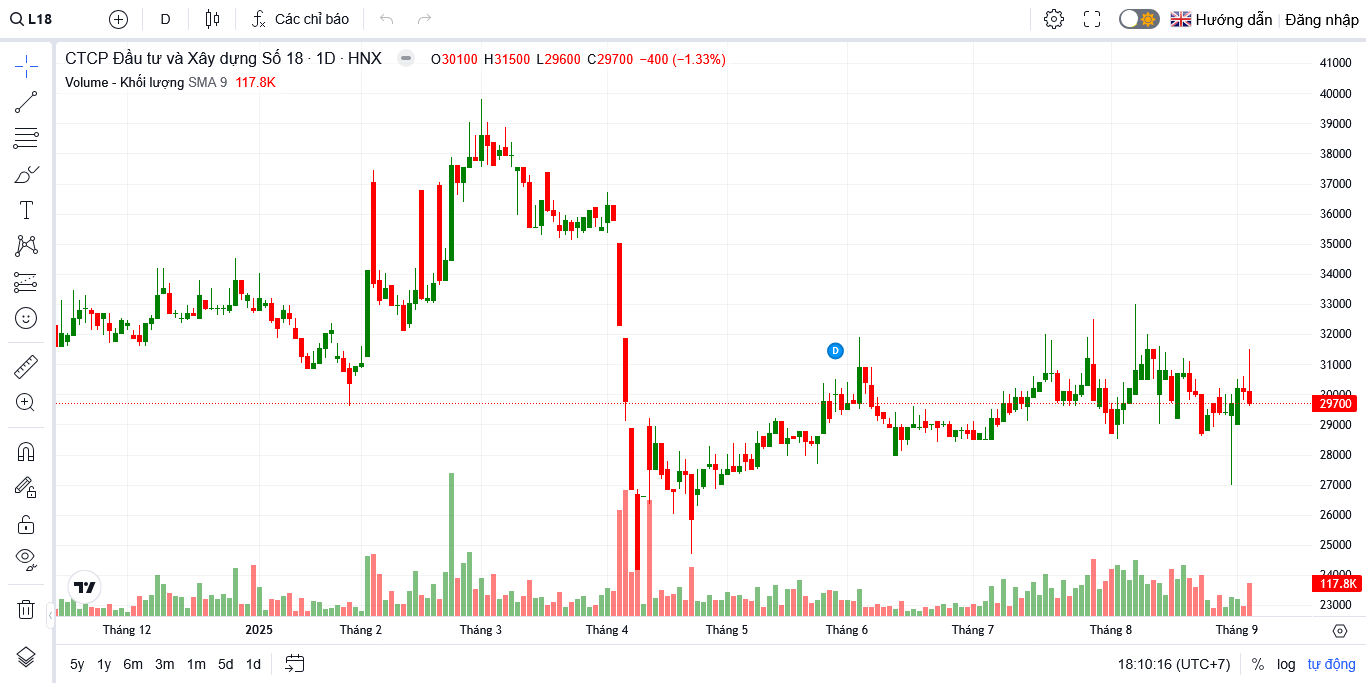 L18 D Các chỉ báo Hướng dẫn Đăng nhập
CTCP Đầu tư và Xây dựng Số 18 · 1D · HNX O30100 H31500 L29600 C29700 −400 (−1.33%)
Volume - Khối lượng SMA 9 117.8K
41000
40000
39000
38000
37000
36000
35000
34000
33000
32000
31000
30000
29700
29000
28000
27000
26000
25000
24000
117.8K
23000
D
Tháng 12 2025 Tháng 2 Tháng 3 Tháng 4 Tháng 5 Tháng 6 Tháng 7 Tháng 8 Tháng 9
5y 1y 6m 3m 1m 5d 1d 18:10:16 (UTC+7) % log tự động